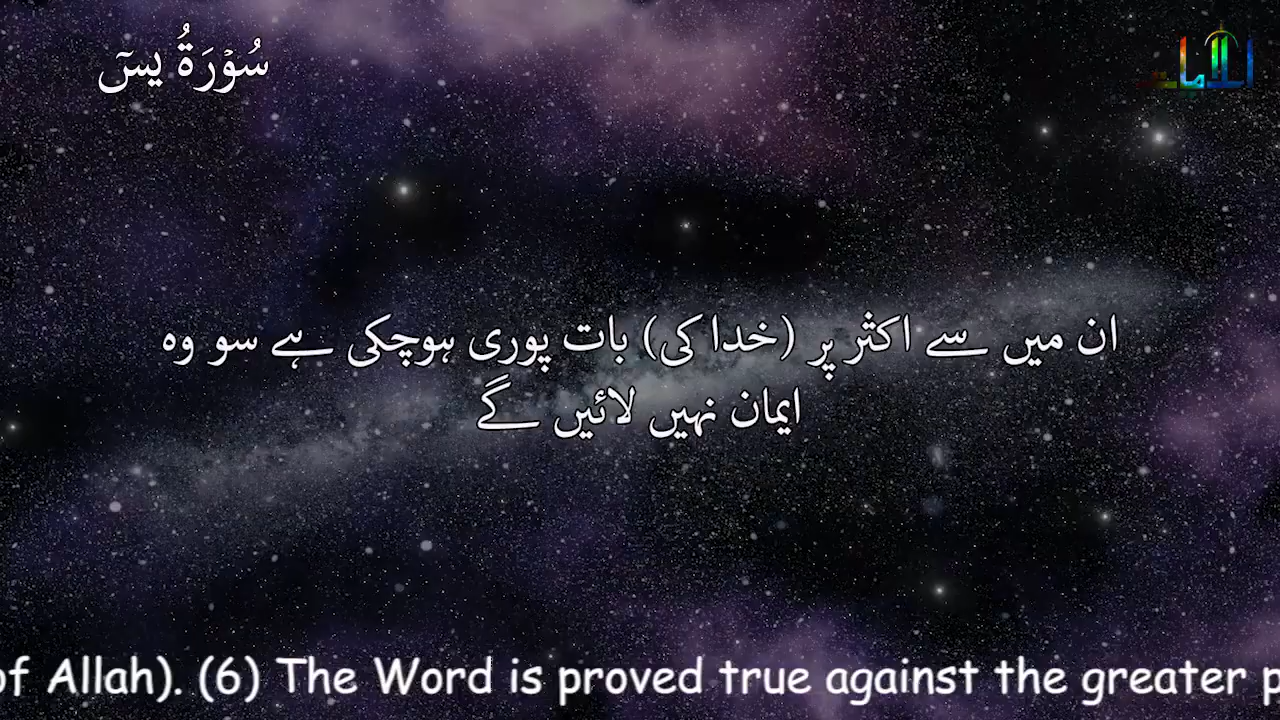 سُوۡرَةُ يسٓ
ان میں سے اکثر پر (خدا کی) بات پوری ہوچکی ہے سو وہ
ایمان نہیں لائیں گے
of Allah). (6) The Word is proved true against the greater p